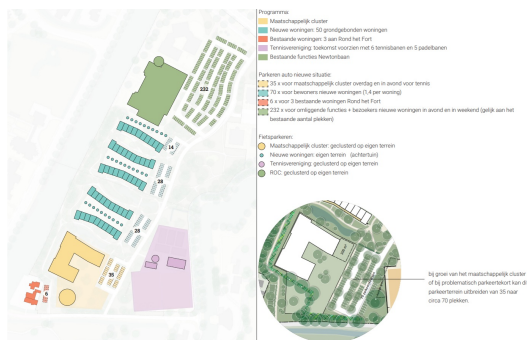 Programma:
Maatschappelijk cluster
Nieuwe woningen: 50 grondgebonden woningen
Bestaande woningen: 3 aan Rond het Fort
Tennisvereniging: toekomst voorzien met 6 tennisbanen en 5 padelbanen
Bestaande functies Newtonbaan
Parkeren auto nieuwe situatie:
35 x voor maatschappelijk cluster overdag en in avond voor tennis
70 x voor bewoners nieuwe woningen (1,4 per woning)
6 x voor 3 bestaande woningen Rond het Fort
232 x voor omliggende functies + bezoekers nieuwe woningen in avond en in weekend (gelijk aan het
bestaande aantal plekken)
Fietsparkeren:
Maatschappelijk cluster: geclusterd op eigen terrein
Nieuwe woningen: eigen terrein (achtertuin)
Tennisvereniging: geclusterd op eigen terrein
RGC: geclusterd op eigen terrein
232
14
28
28
35
6
bij groei van het maatschappelijk cluster
of bij problematisch parkeertekort kan dit
parkeerterrein uitbreiden van 35 naar
circa 70 plekken.